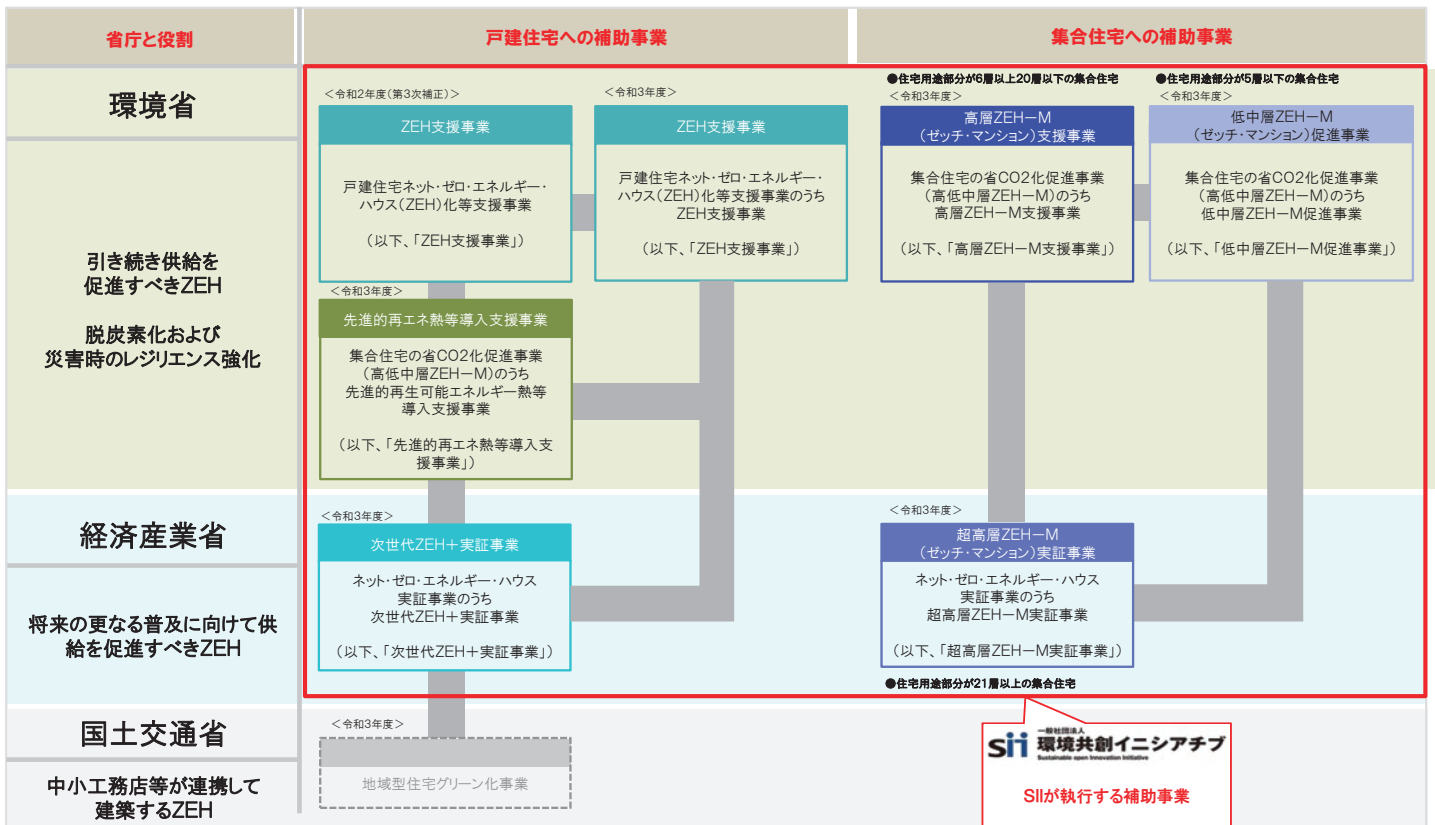 省庁と役割
戸建住宅への補助事業
集合住宅への補助事業
環境省
引き続き供給を
促進すべきZEH
脱炭素化および
災害時のレジリエンス強化
＜令和2年度(第3次補正)＞
ZEH支援事業
戸建住宅ネット・ゼロ・エネルギー・
ハウス(ZEH)化等支援事業
(以下、「ZEH支援事業」)
＜令和3年度＞
ZEH支援事業
戸建住宅ネット・ゼロ・エネルギー・
ハウス(ZEH)化等支援事業のうち
ZEH支援事業
(以下、「ZEH支援事業」)
●住宅用途部分が6層以上20層以下の集合住宅
＜令和3年度＞
高層ZEH－M
(ゼッチ・マンション)支援事業
集合住宅の省CO2化促進事業
(高低中層ZEH－M)のうち
高層ZEH－M支援事業
(以下、「高層ZEH－M支援事業」)
●住宅用途部分が5層以下の集合住宅
＜令和3年度＞
低中層ZEH－M
(ゼッチ・マンション)促進事業
集合住宅の省CO2化促進事業
(高低中層ZEH－M)のうち
低中層ZEH－M促進事業
(以下、「低中層ZEH－M促進事業」)
＜令和3年度＞
先進的再エネ熱等導入支援事業
集合住宅の省CO2化促進事業
(高低中層ZEH－M)のうち
先進的再生可能エネルギー熱等
導入支援事業
(以下、「先進的再エネ熱等導入支
援事業」)
経済産業省
将来の更なる普及に向けて供
給を促進すべきZEH
＜令和3年度＞
次世代ZEH＋実証事業
ネット・ゼロ・エネルギー・ハウス
実証事業のうち
次世代ZEH＋実証事業
(以下、「次世代ZEH＋実証事業」)
＜令和3年度＞
超高層ZEH－M
(ゼッチ・マンション)実証事業
ネット・ゼロ・エネルギー・ハウス
実証事業のうち
超高層ZEH－M実証事業
(以下、「超高層ZEH－M実証事業」)
●住宅用途部分が21層以上の集合住宅
国土交通省
中小工務店等が連携して
建築するZEH
＜令和3年度＞
地域型住宅グリーン化事業
sii 一般社団法人
環境共創イニシアチブ
Sustainable open Innovation Initiative
SIIが執行する補助事業